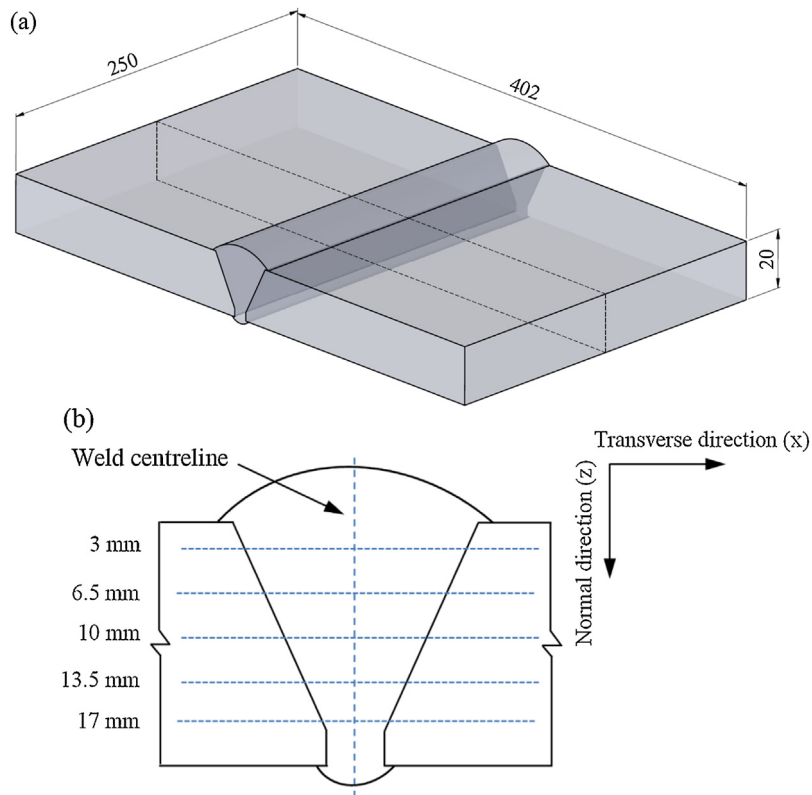 (a)
250
402
20
(b)
Weld centreline
Transverse direction (x)
Normal direction (z)
3 mm
6.5 mm
10 mm
13.5 mm
17 mm